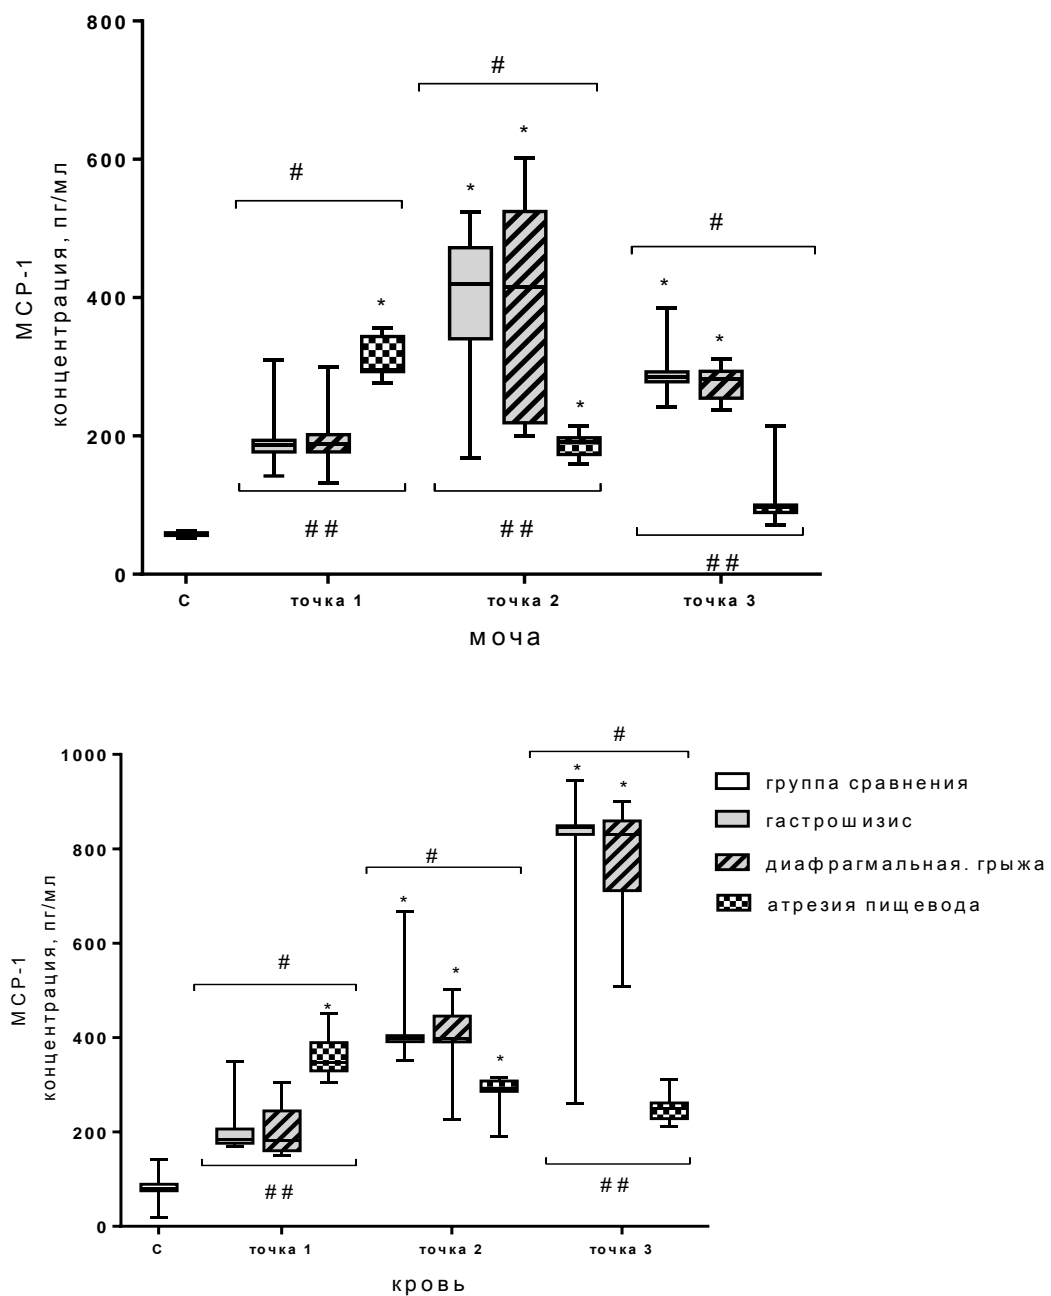 800
#
*
600
*
#
#
*
400
*
*
*
200
##
##
##
0
МСР-1
концентрация, пг/мл
С
точка 1
точка 2
точка 3
моча
#
1000
*
*
группа сравнения
гастрошизис
диафрагмальная. грыжа
атрезия пищевода
800
#
*
600
#
*
*
400
*
200
##
##
0
МСР-1
концентрация, пг/мл
С
точка 1
точка 2
точка 3
кровь